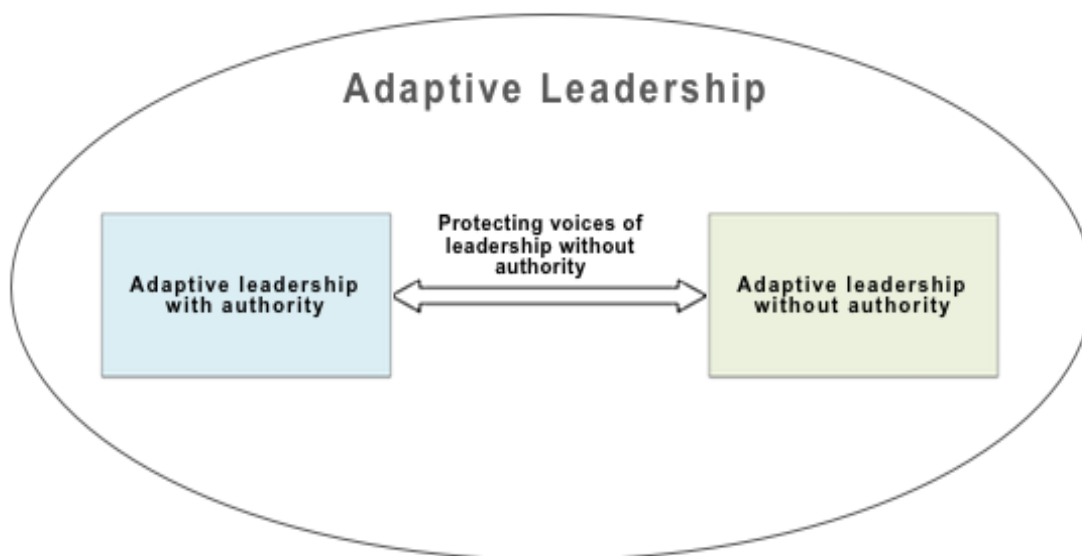 Adaptive Leadership
Protecting voices of
leadership without
authority
Adaptive leadership
with authority
Adaptive leadership
without authority